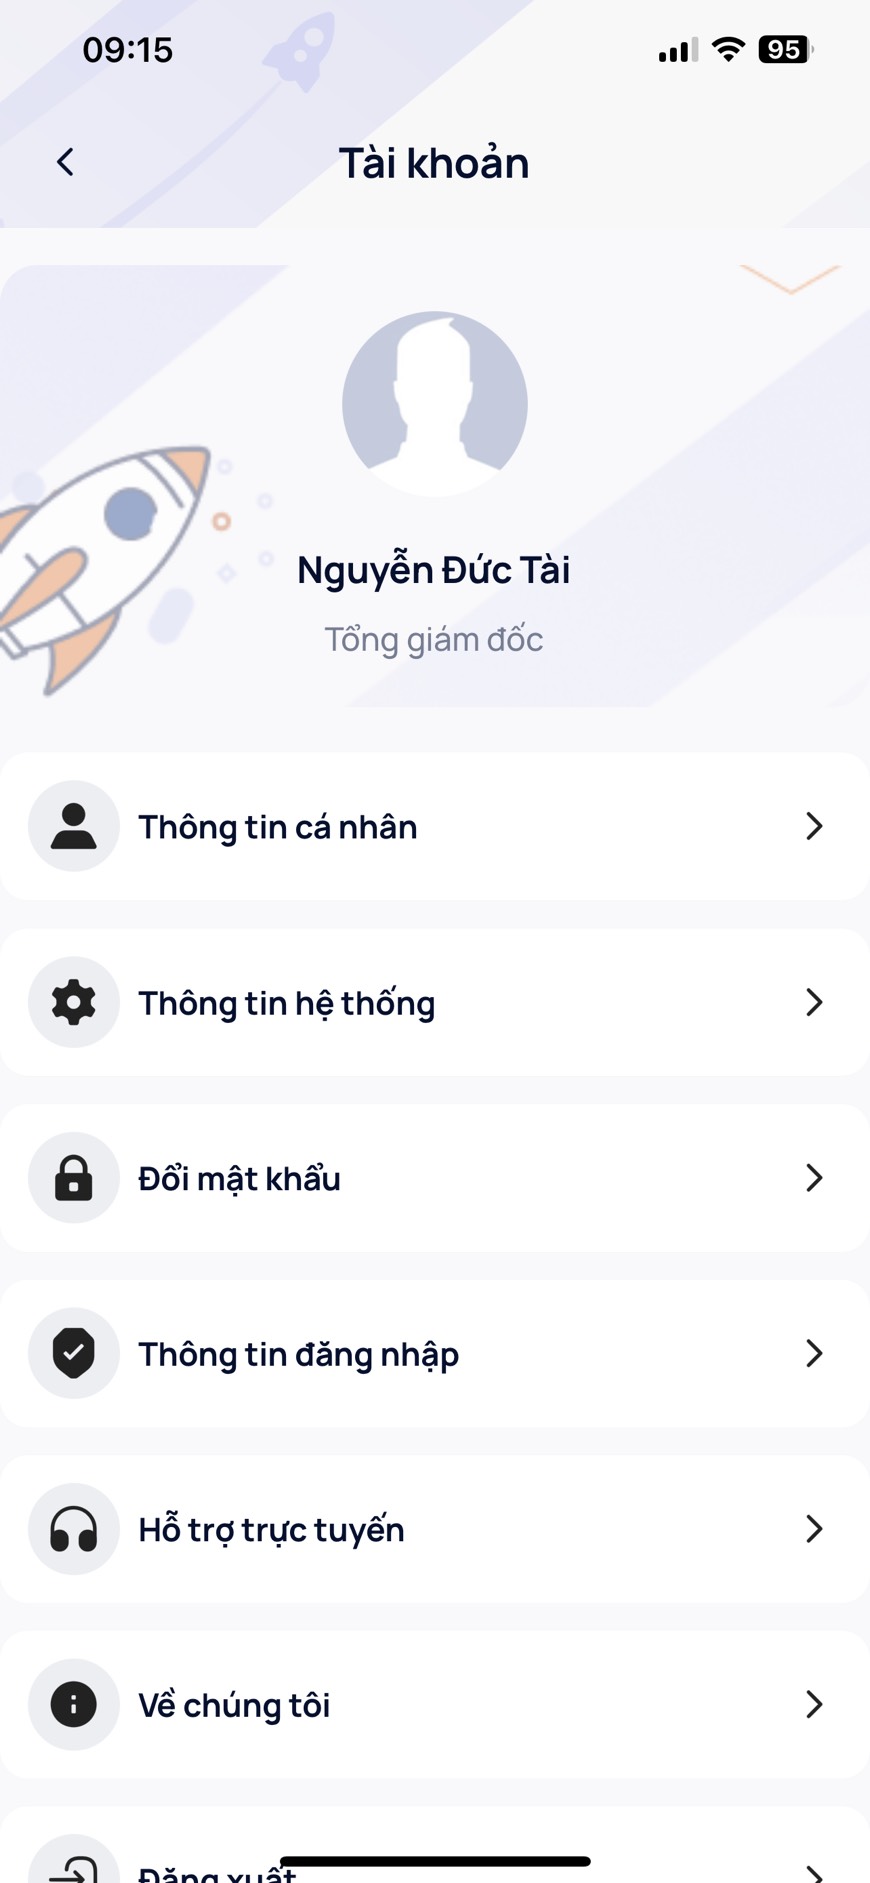 09:15
95
Tài khoản
Nguyễn Đức Tài
Tổng giám đốc
Thông tin cá nhân
Thông tin hệ thống
Đổi mật khẩu
Thông tin đăng nhập
Hỗ trợ trực tuyến
Về chúng tôi
Đăng xuất